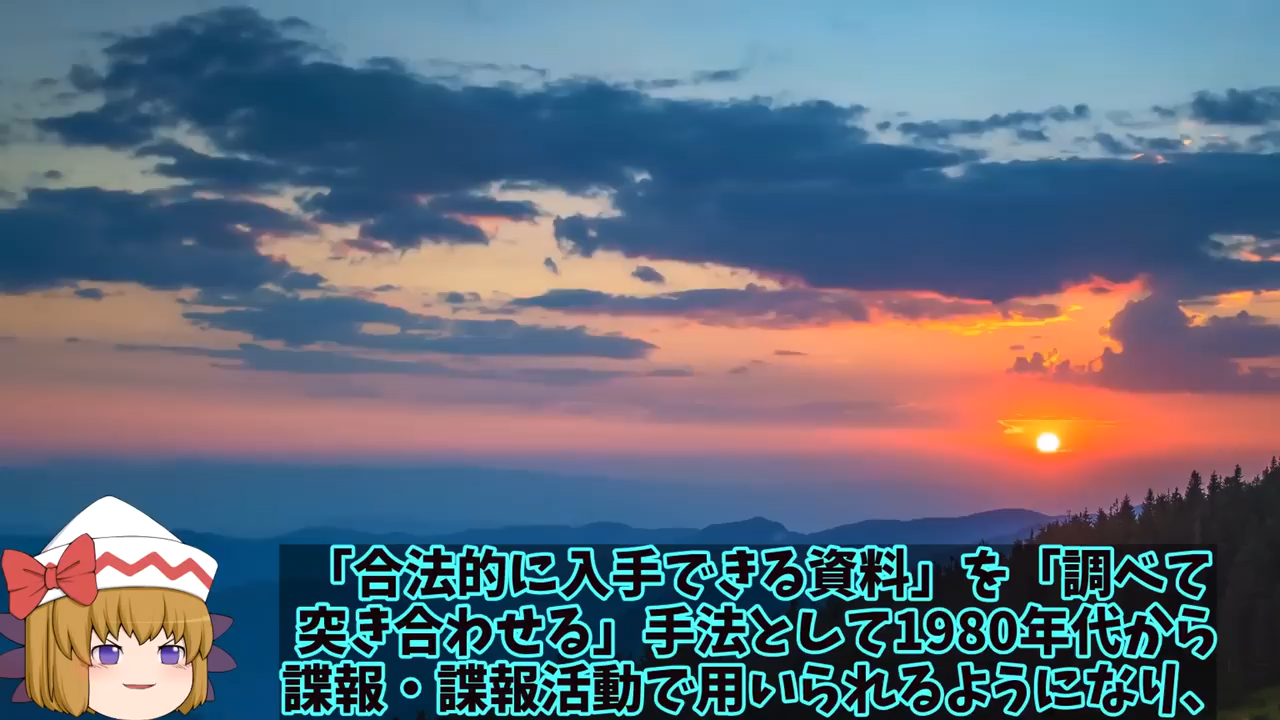 「合法的に入手できる資料」を「調べて
突き合わせる」手法として1980年代から
諜報・諜報活動で用いられるようになり、